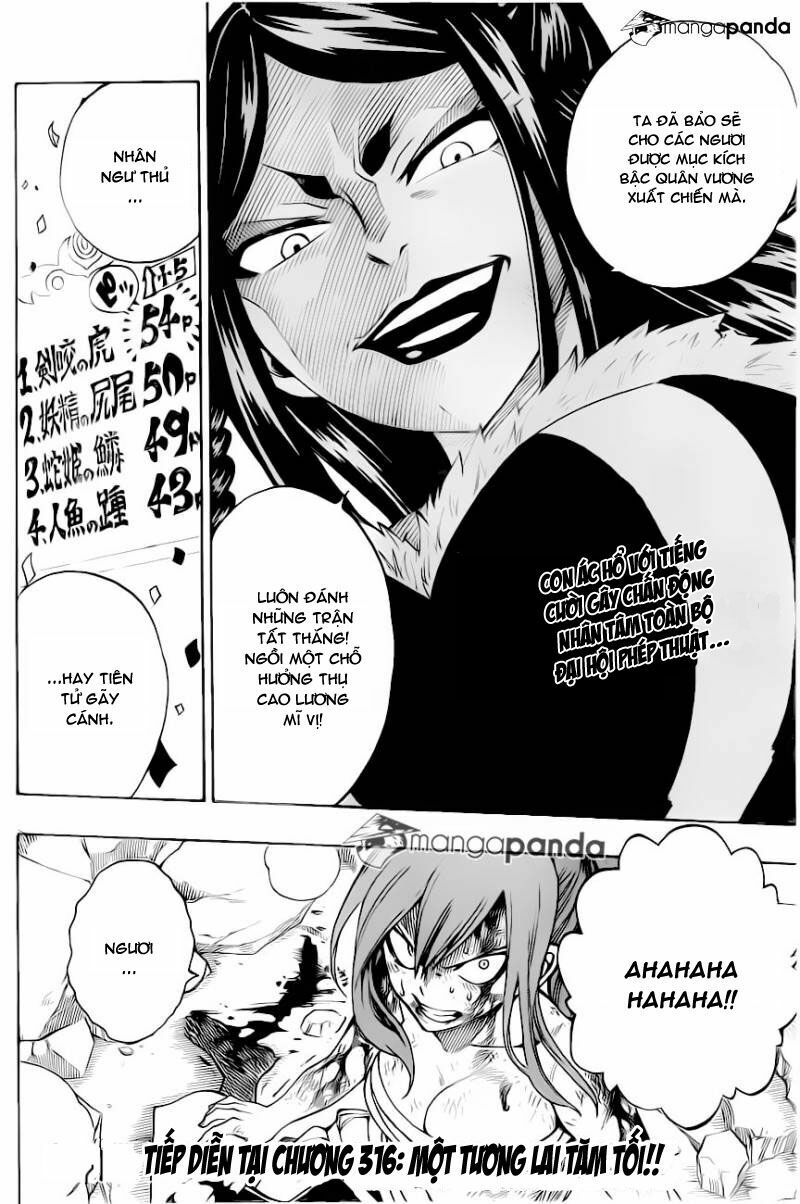 mangapanda
TA ĐÃ BẢO SẼ
CHO CÁC NGƯƠI
ĐƯỢC MỤC KÍCH
BẬC QUÂN VƯƠNG
XUẤT CHIẾN MÀ.
NHÂN
NGƯ THỦ
...
ピッ
54P
1.剣咬の虎
50P
2.妖精の尻尾
49P
3.蛇姫の鱗
43P
4.人魚の踵
LUÔN ĐÁNH
NHỮNG TRẬN
TẤT THẮNG!
NGỒI MỘT CHỖ
HƯỞNG THỤ
CAO LƯƠNG
MĨ VỊ!
CON ÁC HỔ VỚI TIẾNG
CƯỜI GÂY CHẤN ĐỘNG
NHÂN TÂM TOÀN BỘ
ĐẠI HỘI PHÉP THUẬT...
...HAY TIÊN
TỬ GÃY
CÁNH.
mangapanda
AHAHAHA
HAHAHA!!
NGƯƠI
...
TIẾP DIỄN TẠI CHƯƠNG 316: MỘT TƯƠNG LAI TĂM TỐI!!